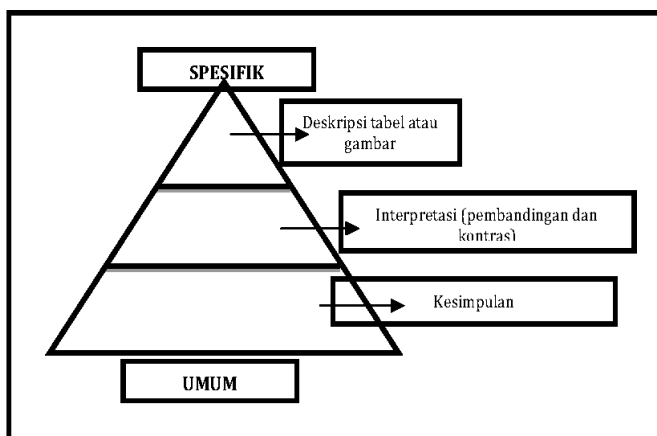 SPESIFIK
Deskripsi tabel atau
gambar
Interpretasi (pembandingan dan
kontras)
Kesimpulan
UMUM